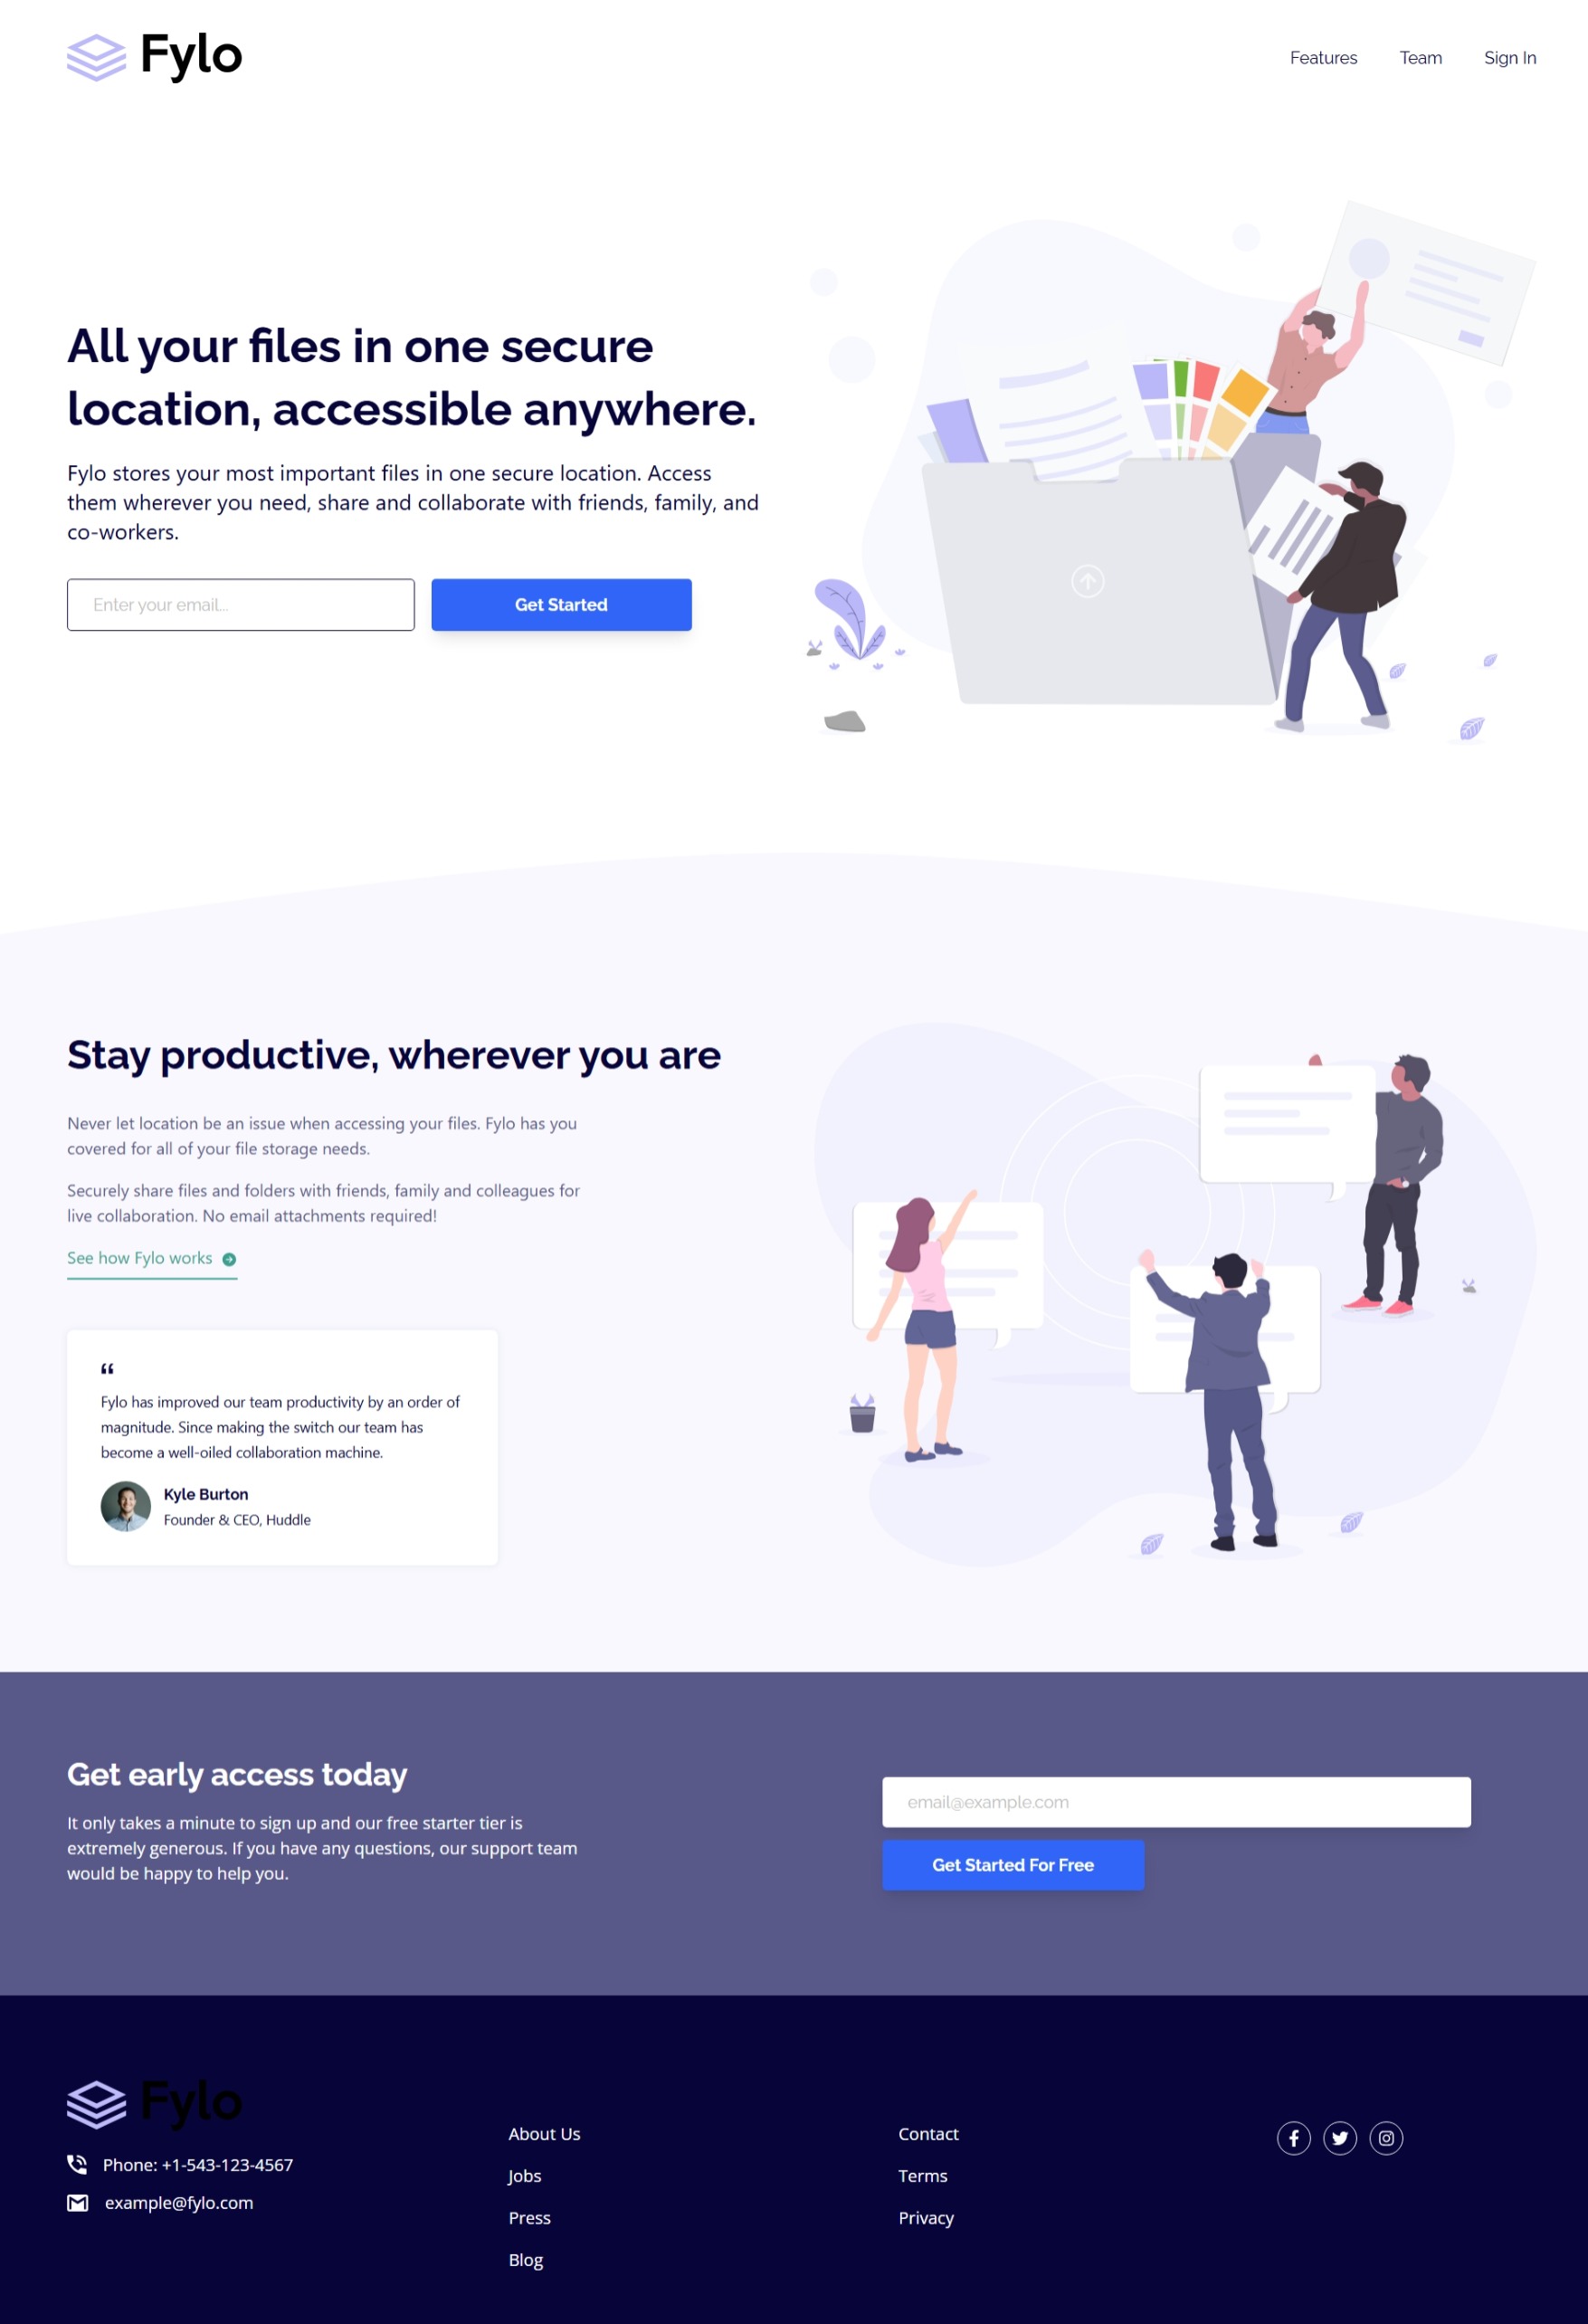 Fylo
Features
Team
Sign In
All your files in one secure
location, accessible anywhere.
Fylo stores your most important files in one secure location. Access
them wherever you need, share and collaborate with friends, family, and
co-workers.
Enter your email...
Get Started
Stay productive, wherever you are
Never let location be an issue when accessing your files. Fylo has you
covered for all of your file storage needs.
Securely share files and folders with friends, family and colleagues for
live collaboration. No email attachments required!
See how Fylo works
“
Fylo has improved our team productivity by an order of
magnitude. Since making the switch our team has
become a well-oiled collaboration machine.
Kyle Burton
Founder & CEO, Huddle
Get early access today
It only takes a minute to sign up and our free starter tier is
extremely generous. If you have any questions, our support team
would be happy to help you.
email@example.com
Get Started For Free
Fylo
Phone: +1-543-123-4567
example@fylo.com
About Us
Jobs
Press
Blog
Contact
Terms
Privacy